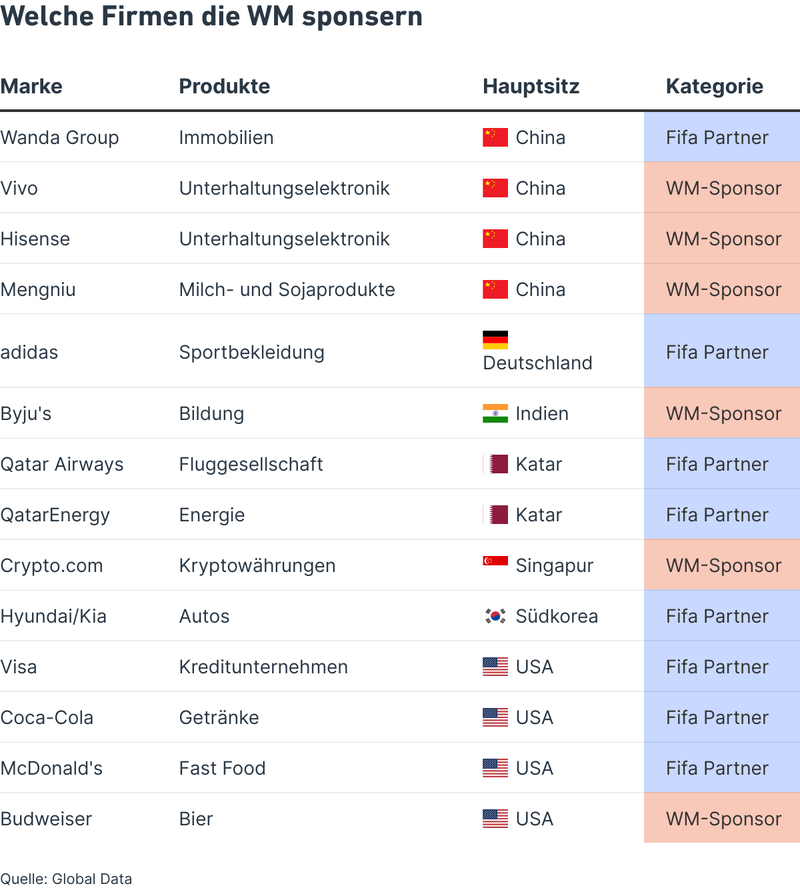 Welche Firmen die WM sponsern
Marke Produkte Hauptsitz Kategorie
Wanda Group Immobilien China Fifa Partner
Vivo Unterhaltungselektronik China WM-Sponsor
Hisense Unterhaltungselektronik China WM-Sponsor
Mengniu Milch- und Sojaprodukte China WM-Sponsor
adidas Sportbekleidung Deutschland Fifa Partner
Byju's Bildung Indien WM-Sponsor
Qatar Airways Fluggesellschaft Katar Fifa Partner
QatarEnergy Energie Katar Fifa Partner
Crypto.com Kryptowährungen Singapur WM-Sponsor
Hyundai/Kia Autos Südkorea Fifa Partner
Visa Kreditunternehmen USA Fifa Partner
Coca-Cola Getränke USA Fifa Partner
McDonald's Fast Food USA Fifa Partner
Budweiser Bier USA WM-Sponsor
Quelle: Global Data